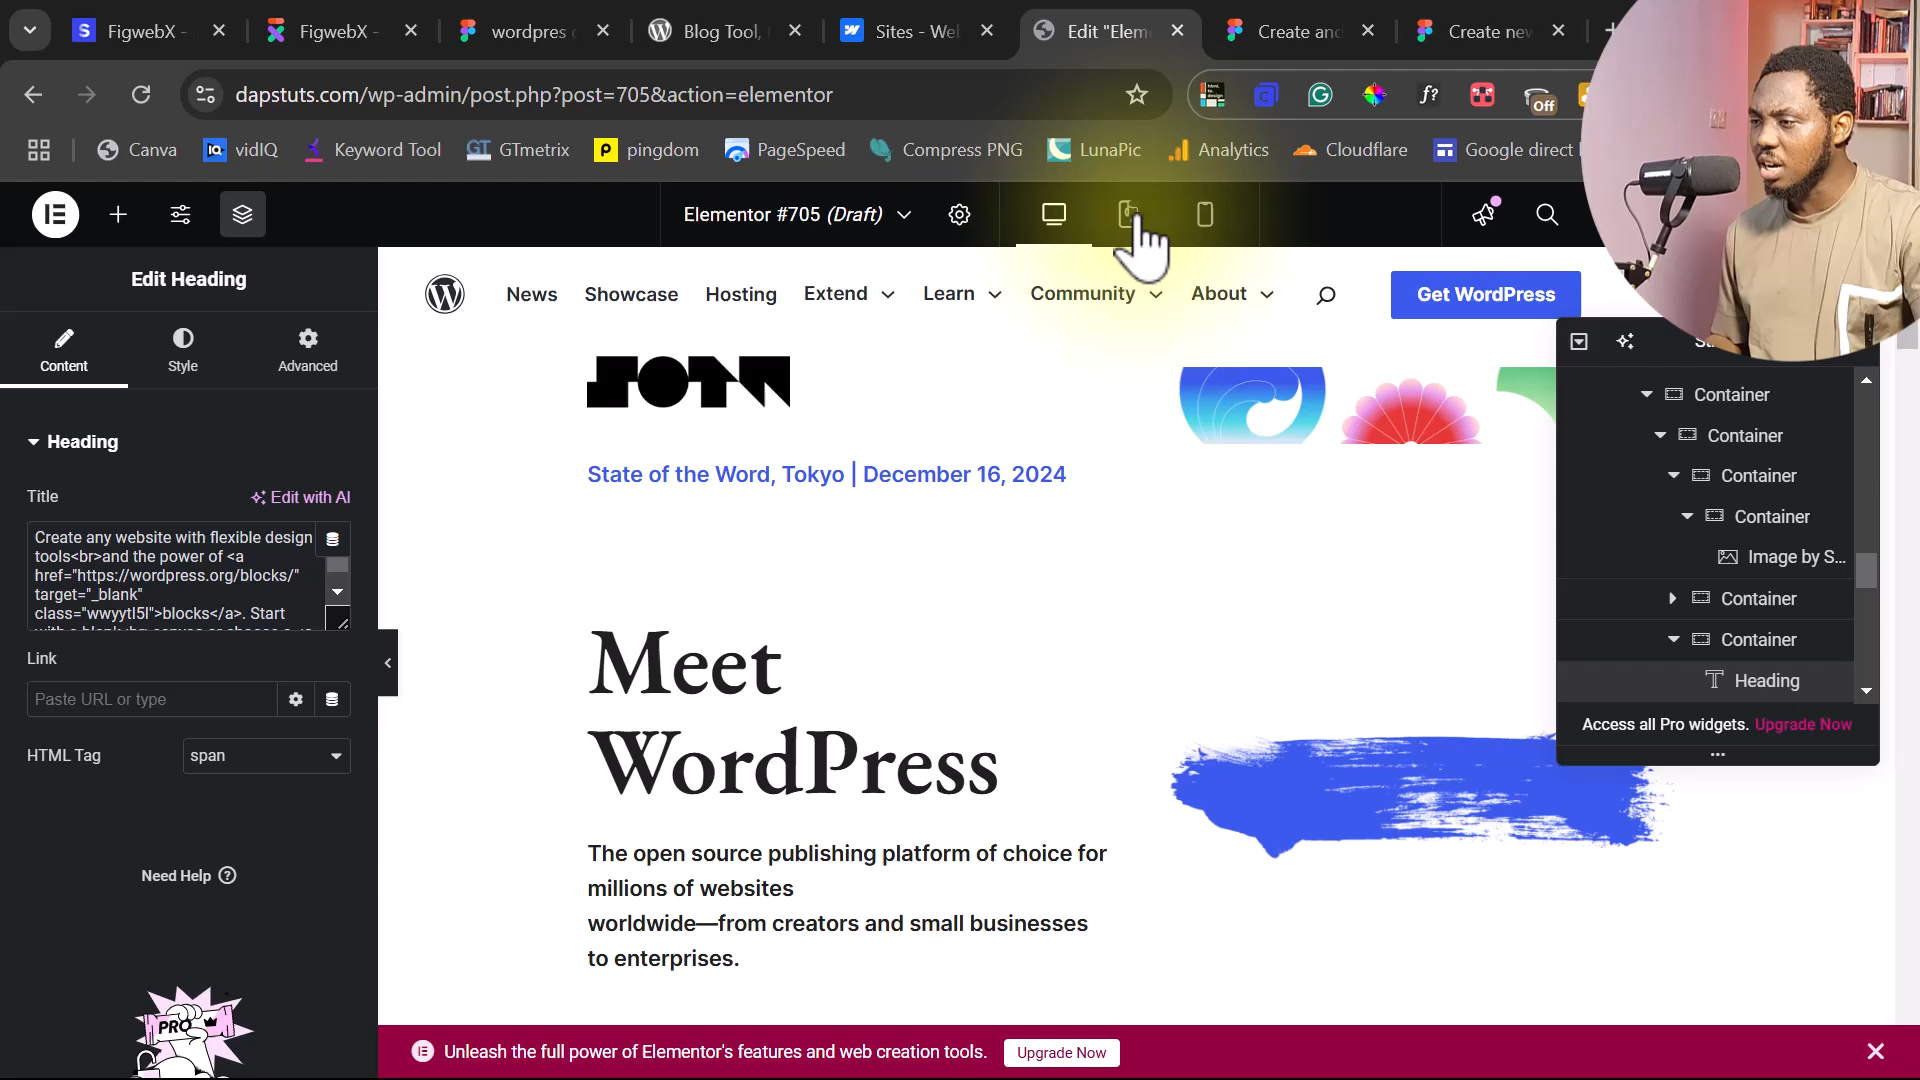 FigwebX -
FigwebX -
wordpres
Blog Tool,
Sites - We
Edit "Elem
Create and
Create new
dapstuts.com/wp-admin/post.php?post=705&action=elementor
f?
Off
Canva
IQ
vidIQ
Keyword Tool
GT
GTmetrix
p
pingdom
PageSpeed
Compress PNG
LunaPic
Analytics
Cloudflare
Google direct
Elementor #705 (Draft)
Edit Heading
Content
Style
Advanced
Heading
Title
Edit with AI
Create any website with flexible design
tools<br>and the power of <a
href="https://wordpress.org/blocks/"
target="_blank"
class="wwyytl5l">blocks</a>. Start
Link
Paste URL or type
HTML Tag
span
Need Help
PRO
News
Showcase
Hosting
Extend
Learn
Community
About
Get WordPress
SOTW
State of the Word, Tokyo | December 16, 2024
Meet
WordPress
The open source publishing platform of choice for
millions of websites
worldwide—from creators and small businesses
to enterprises.
Container
Container
Container
Container
Image by S...
Container
Container
Heading
Access all Pro widgets. Upgrade Now
Unleash the full power of Elementor's features and web creation tools.
Upgrade Now